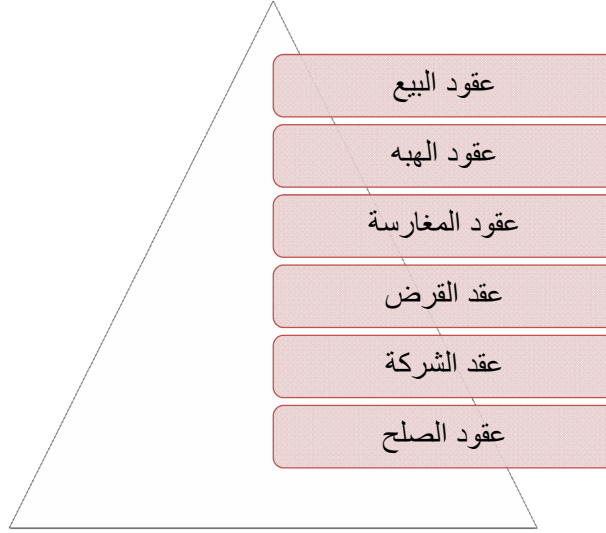 عقود البيع
عقود الهبه
عقود المغارسة
عقد القرض
عقد الشركة
عقود الصلح